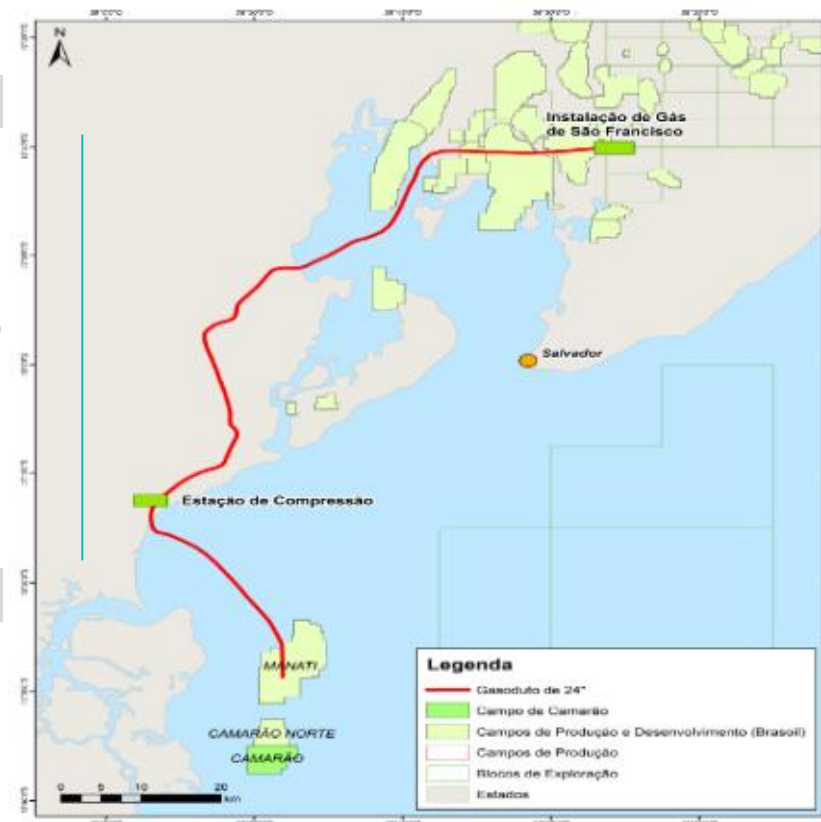 N
C
Instalação de Gás
de São Francisco
Salvador
Estação de Compressão
MANATI
CAMARÃO NORTE
CAMARÃO
0 5 10 20
km
Legenda
Gasoduto de 24"
Campo de Camarão
Campos de Produção e Desenvolvimento (Brasoil)
Campos de Produção
Blocos de Exploração
Estados